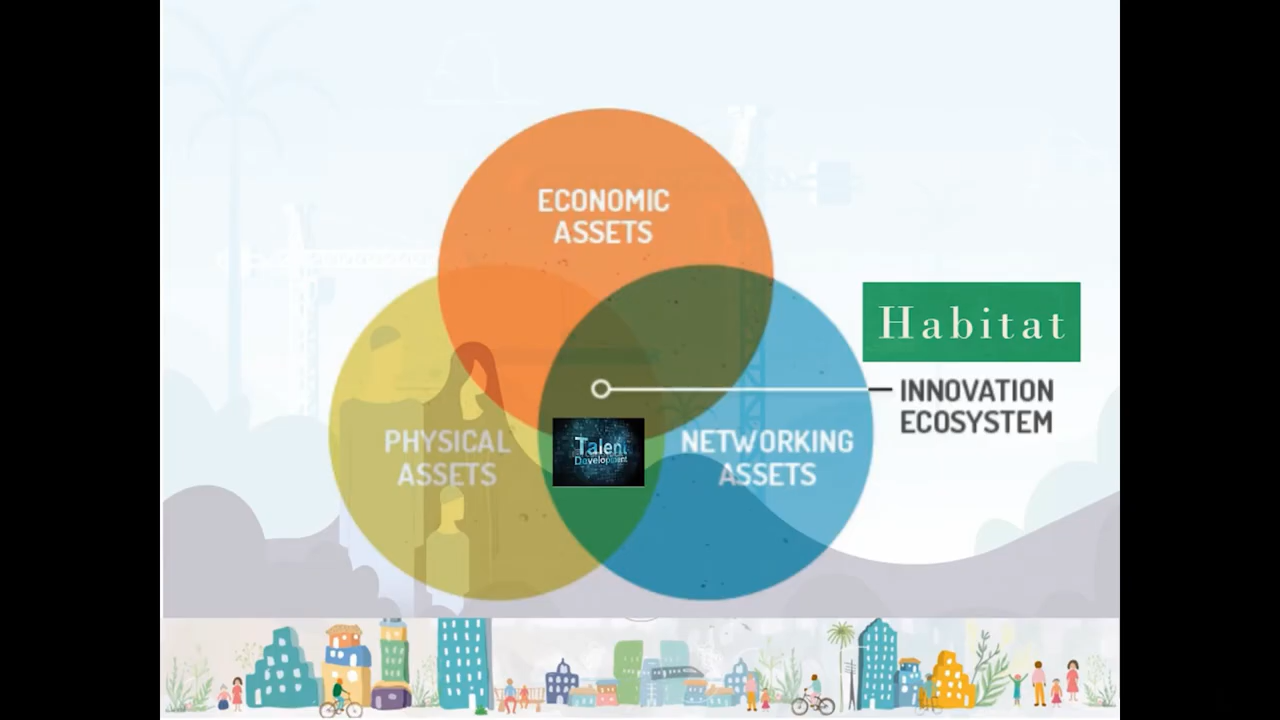 ECONOMIC
ASSETS
Habitat
INNOVATION
ECOSYSTEM
PHYSICAL
ASSETS
Talent
Development
NETWORKING
ASSETS